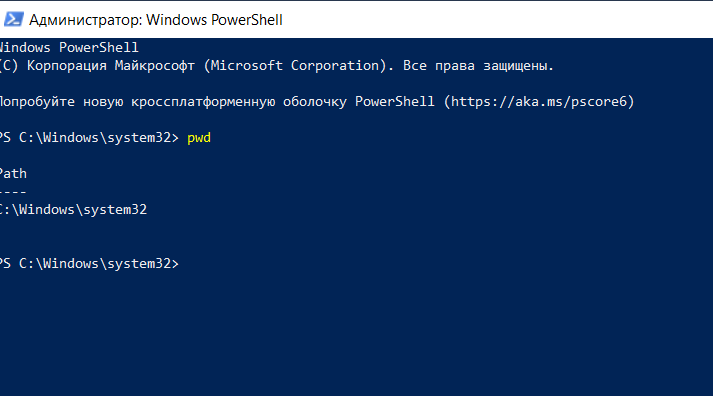 Администратор: Windows PowerShell
Windows PowerShell
(C) Корпорация Майкрософт (Microsoft Corporation). Все права защищены.
Попробуйте новую кроссплатформенную оболочку PowerShell (https://aka.ms/pscore6)
PS C:\Windows\system32> pwd
Path
----
C:\Windows\system32
PS C:\Windows\system32>